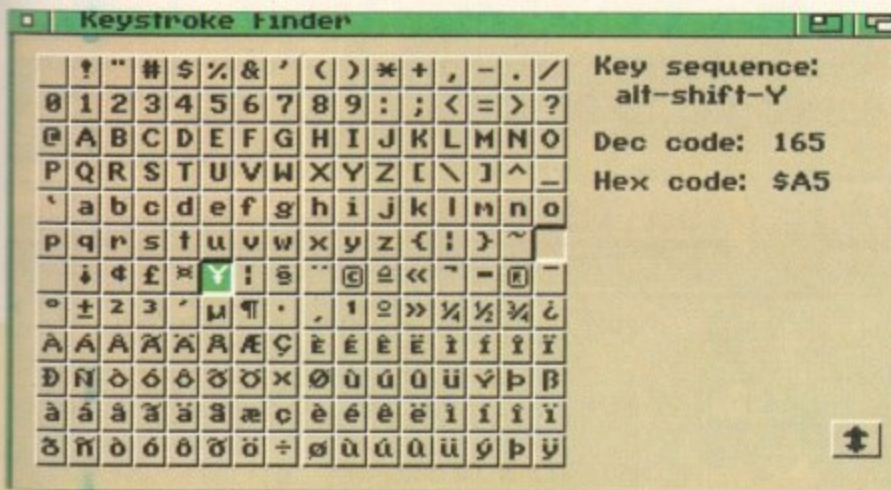 Keystroke Finder
! " # $ % & ' ( ) * + , - . /
0 1 2 3 4 5 6 7 8 9 : ; < = > ?
@ A B C D E F G H I J K L M N O
P Q R S T U V W X Y Z [ \ ] ^ _
` a b c d e f g h i j k l m n o
p q r s t u v w x y z { ¦ } ~
¡ ¢ £ ¤ ¥ ¦ § ¨ © ª « ¬ - ® ¯
° ± 2 3 ´ µ ¶ · ¸ 1 º » ¼ ½ ¾ ¿
À Á Â Ã Ä Å Æ Ç È É Ê Ë Ì Í Î Ï
Ð Ñ Ò Ó Ô Õ Ö × Ø Ù Ú Û Ü Ý Þ ß
à á â ã ä å æ ç è é ê ë ì í î ï
ð ñ ò ó ô õ ö ÷ ø ù ú û ü ý þ ÿ
Key sequence:
alt-shift-Y
Dec code: 165
Hex code: $A5